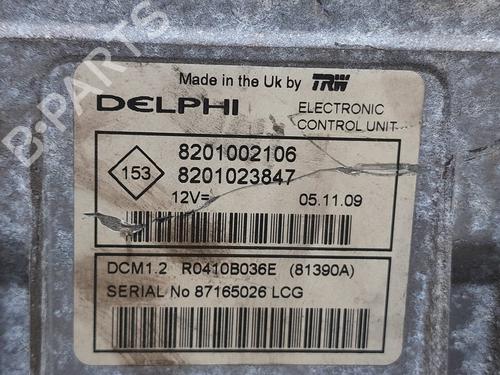 Made in the Uk by TRW
DELPHI
ELECTRONIC
CONTROL UNIT
153
8201002106
8201023847
12V=
05.11.09
DCM1.2 R0410B036E (81390A)
SERIAL No 87165026 LCG
B-PARTS